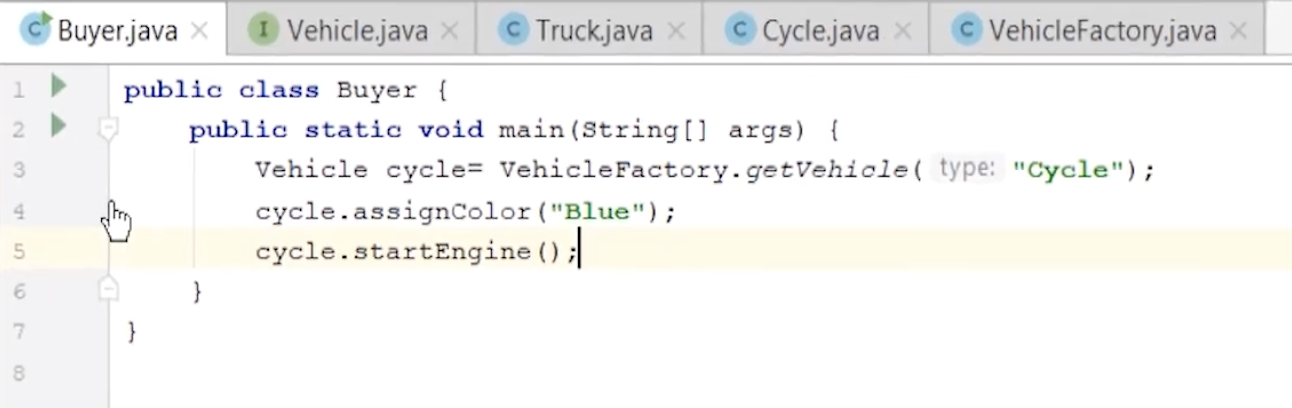 Buyer.java Vehicle.java Truck.java Cycle.java VehicleFactory.java
1 public class Buyer {
2 public static void main(String[] args) {
3 Vehicle cycle= VehicleFactory.getVehicle( type: "Cycle");
4 cycle.assignColor("Blue");
5 cycle.startEngine();
6 }
7 }
8